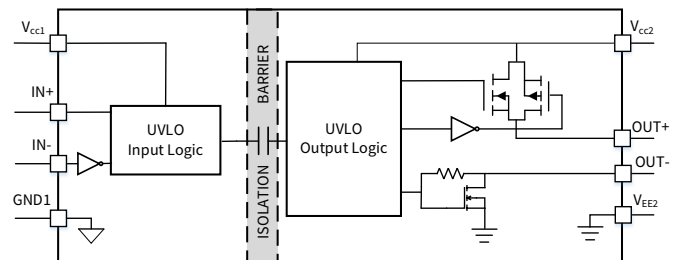 Vcc1
IN+
IN-
GND1
UVLO
Input Logic
ISOLATION BARRIER
UVLO
Output Logic
Vcc2
OUT+
OUT-
VEE2